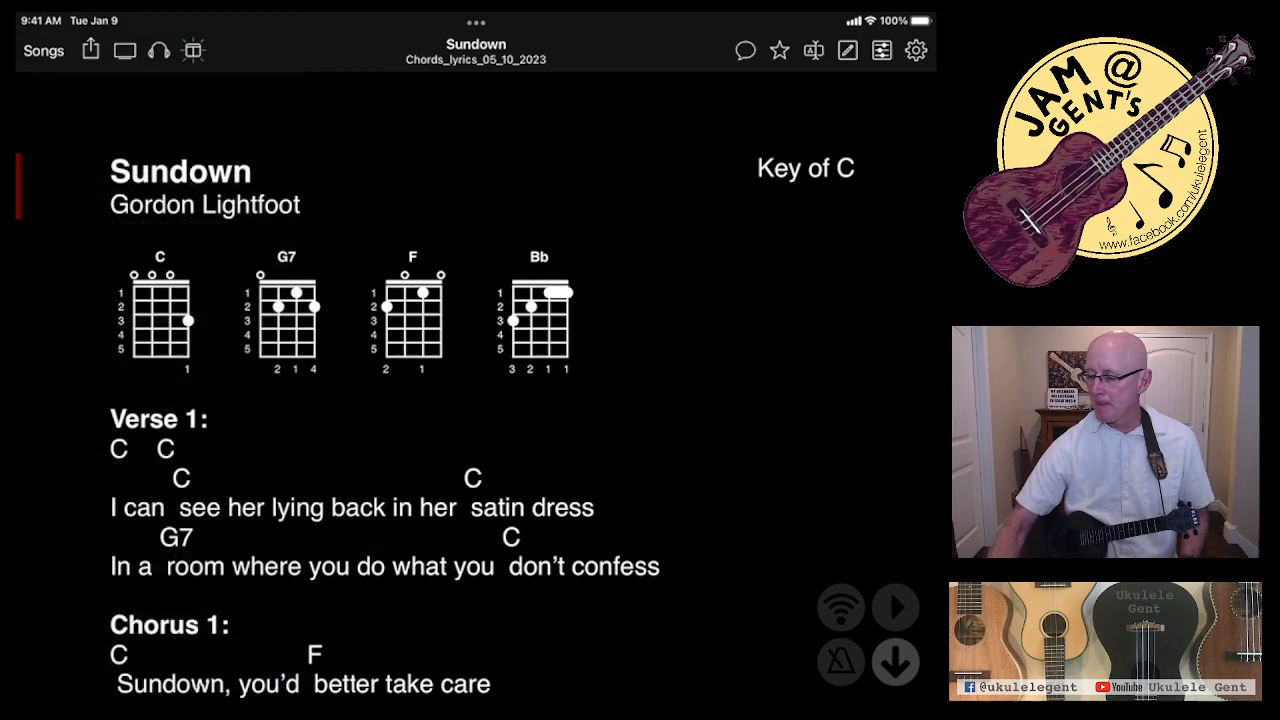 9:41 AM Tue Jan 9
100%
Songs
Sundown
Chords_lyrics_05_10_2023
Sundown
Key of C
Gordon Lightfoot
C G7 F Bb
1 1 1 1
2 2 2 2
3 3 3 3
4 4 4 4
5 5 5 5
1 2 1 4 2 1 3 2 1 1
Verse 1:
C C
C C
I can see her lying back in her satin dress
G7 C
In a room where you do what you don’t confess
Chorus 1:
C F
Sundown, you’d better take care
JAM @
GENT'S
www.facebook.com/ukulelegent
Ukulele
Gent
@ukulelegent YouTube Ukulele Gent